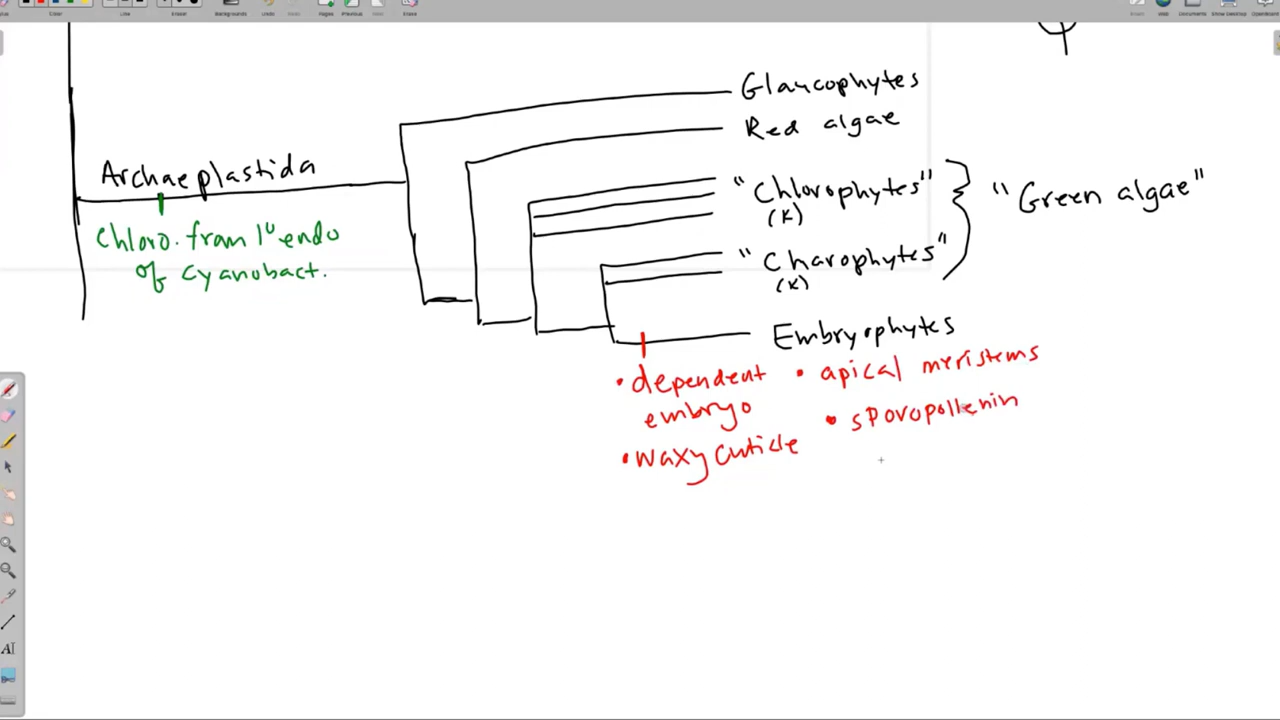 Glaucophytes
Red algae
Archaeplastida
"Chlorophytes"
(K)
"Green algae"
Chloro. from 1° endo
of cyanobact.
"Charophytes"
(K)
Embryophytes
• dependent
embryo
• waxy cuticle
• apical meristems
• sporopollenin